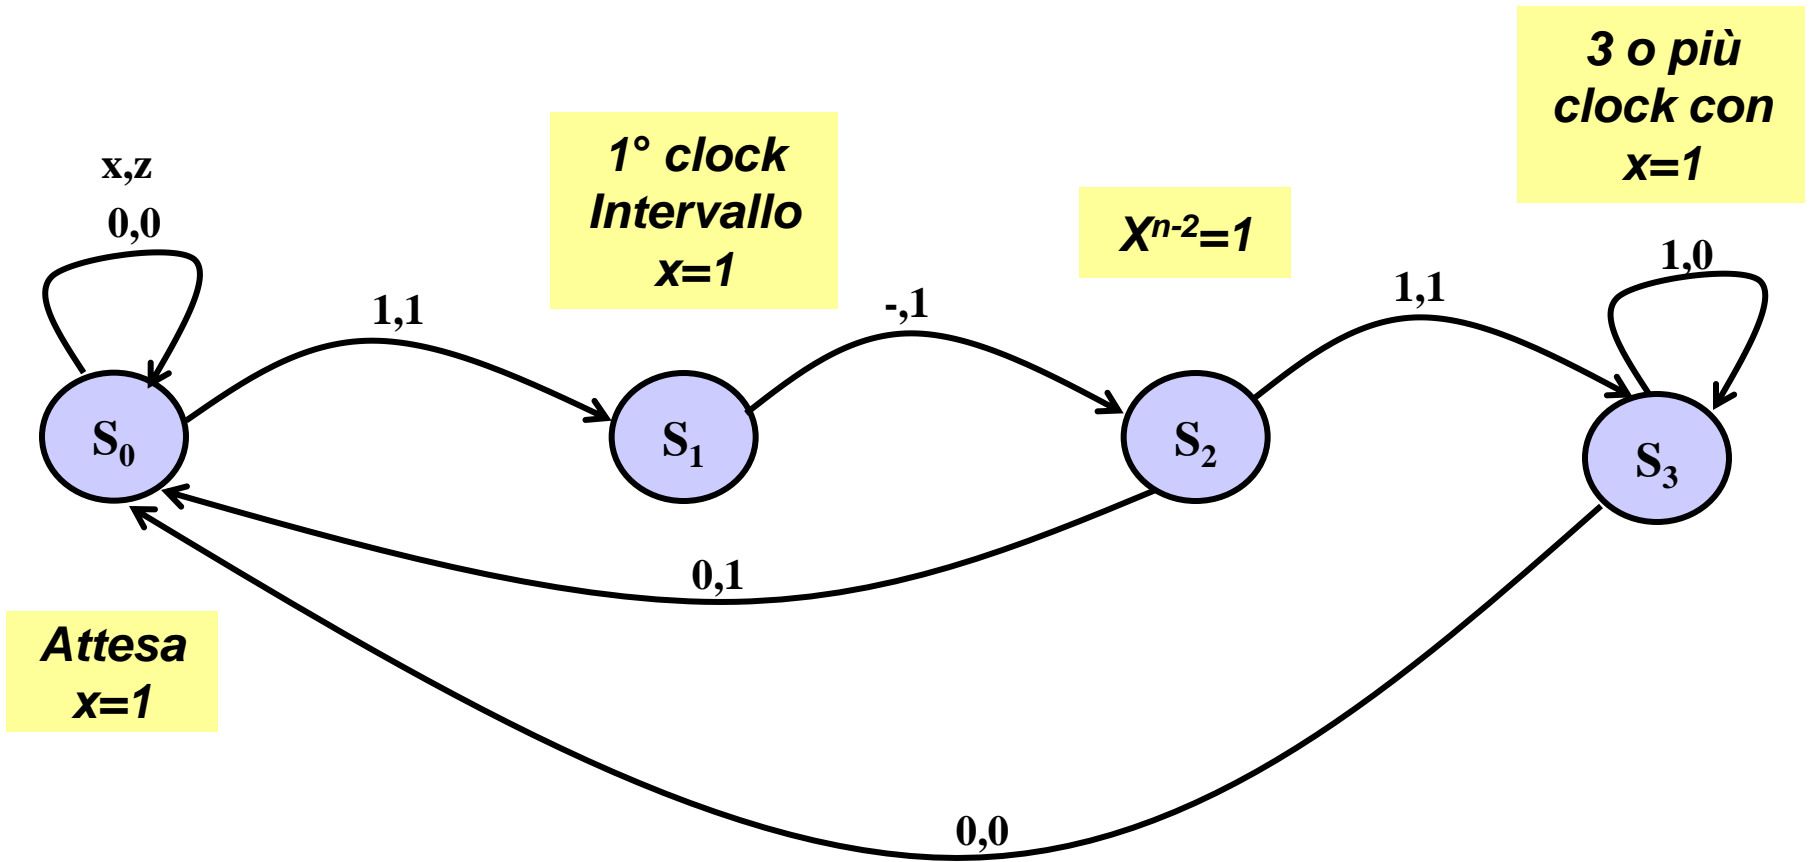 3 o più
clock con
x=1
1° clock
Intervallo
x=1
x,z
0,0
Xⁿ⁻²=1
1,0
1,1
-,1
1,1
S₀
S₁
S₂
S₃
0,1
Attesa
x=1
0,0